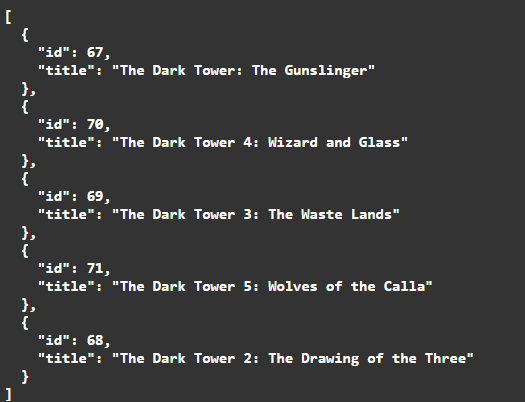 [
  {
    "id": 67,
    "title": "The Dark Tower: The Gunslinger"
  },
  {
    "id": 70,
    "title": "The Dark Tower 4: Wizard and Glass"
  },
  {
    "id": 69,
    "title": "The Dark Tower 3: The Waste Lands"
  },
  {
    "id": 71,
    "title": "The Dark Tower 5: Wolves of the Calla"
  },
  {
    "id": 68,
    "title": "The Dark Tower 2: The Drawing of the Three"
  }
]